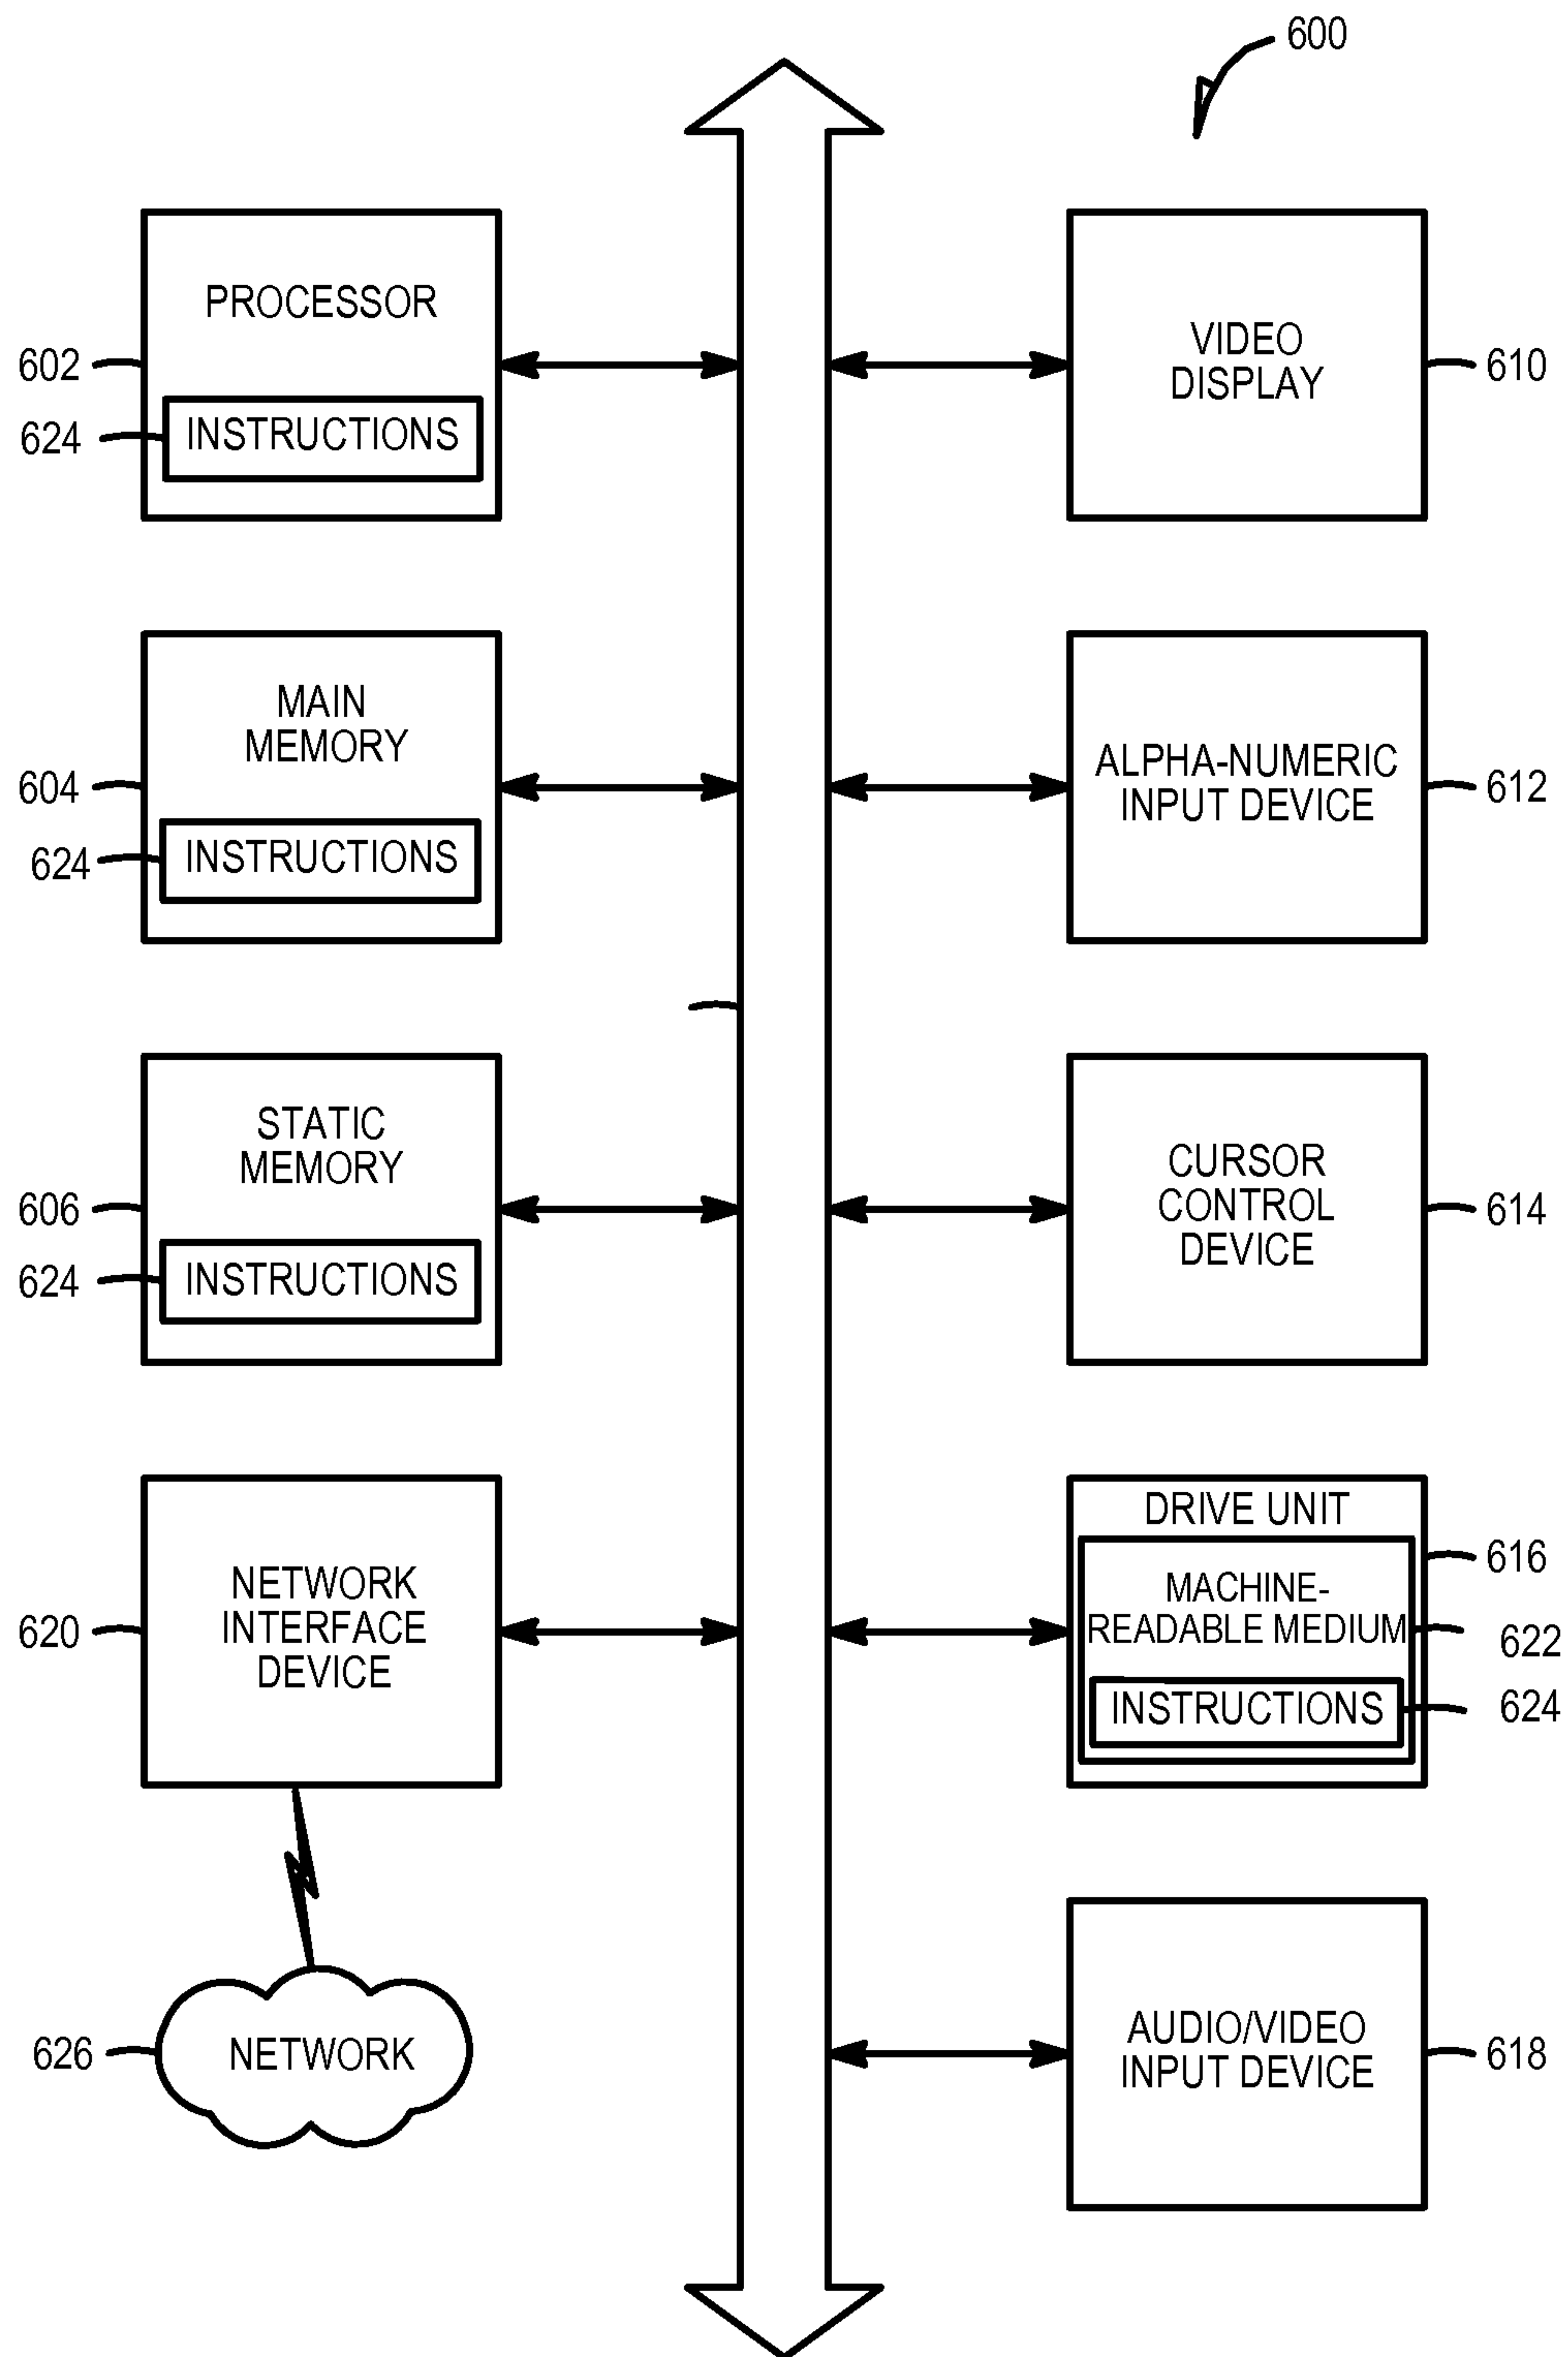 600
PROCESSOR
602
624
INSTRUCTIONS
VIDEO
DISPLAY
610
MAIN
MEMORY
604
624
INSTRUCTIONS
ALPHA-NUMERIC
INPUT DEVICE
612
STATIC
MEMORY
606
624
INSTRUCTIONS
CURSOR
CONTROL
DEVICE
614
NETWORK
INTERFACE
DEVICE
620
DRIVE UNIT
616
MACHINE-
READABLE MEDIUM
622
INSTRUCTIONS
624
626
NETWORK
AUDIO/VIDEO
INPUT DEVICE
618